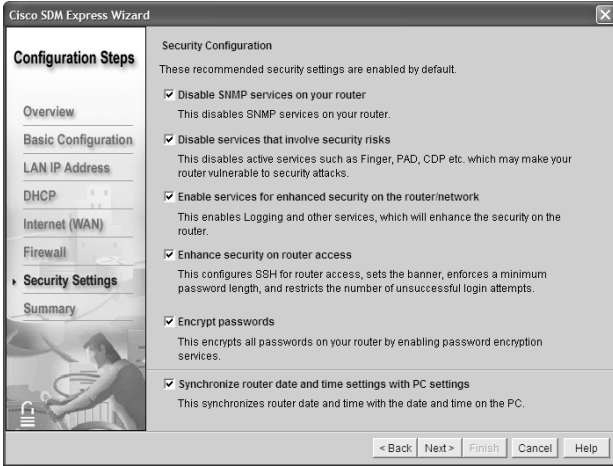 Cisco SDM Express Wizard
Configuration Steps
Overview
Basic Configuration
LAN IP Address
DHCP
Internet (WAN)
Firewall
Security Settings
Summary
Security Configuration
These recommended security settings are enabled by default.
Disable SNMP services on your router
This disables SNMP services on your router.
Disable services that involve security risks
This disables active services such as Finger, PAD, CDP etc. which may make your
router vulnerable to security attacks.
Enable services for enhanced security on the router/network
This enables Logging and other services, which will enhance the security on the
router.
Enhance security on router access
This configures SSH for router access, sets the banner, enforces a minimum
password length, and restricts the number of unsuccessful login attempts.
Encrypt passwords
This encrypts all passwords on your router by enabling password encryption
services.
Synchronize router date and time settings with PC settings
This synchronizes router date and time with the date and time on the PC.
< Back Next > Finish Cancel Help